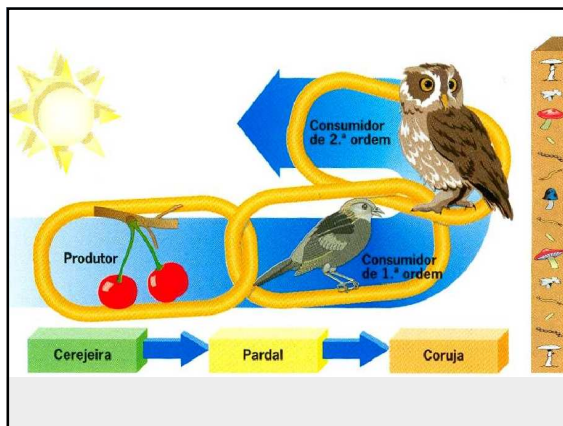 Consumidor
de 2.ª ordem
Produtor
Consumidor
de 1.ª ordem
Cerejeira
Pardal
Coruja